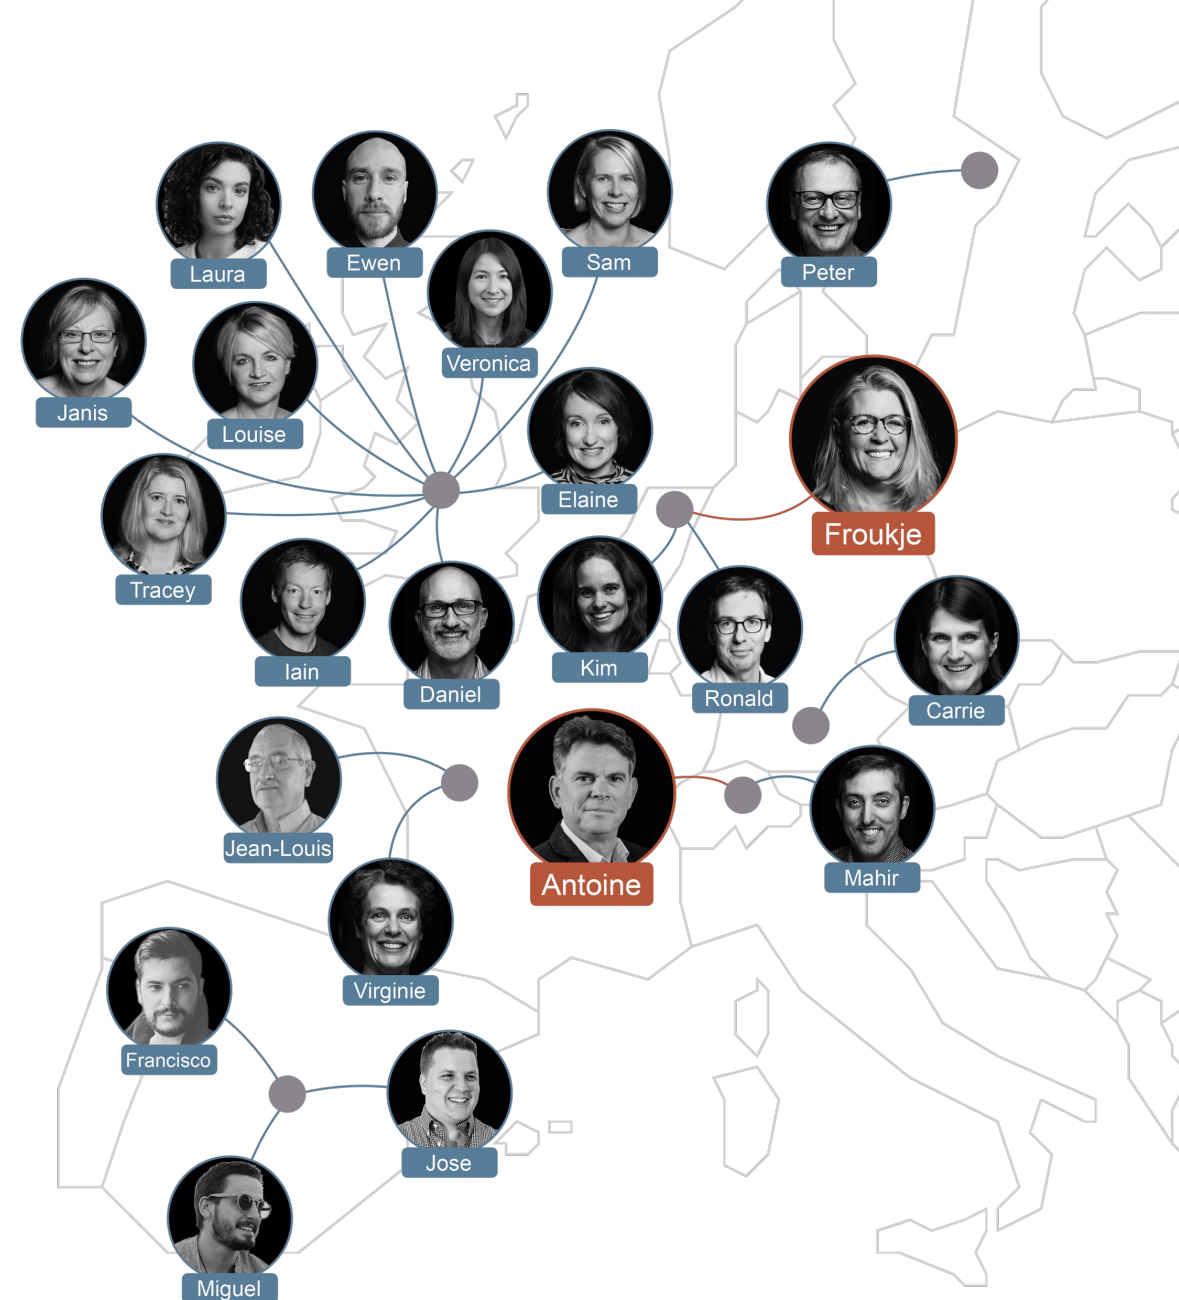 Laura
Ewen
Sam
Peter
Veronica
Janis
Louise
Elaine
Froukje
Tracey
Iain
Daniel
Kim
Ronald
Carrie
Jean-Louis
Antoine
Mahir
Virginie
Francisco
Jose
Miguel